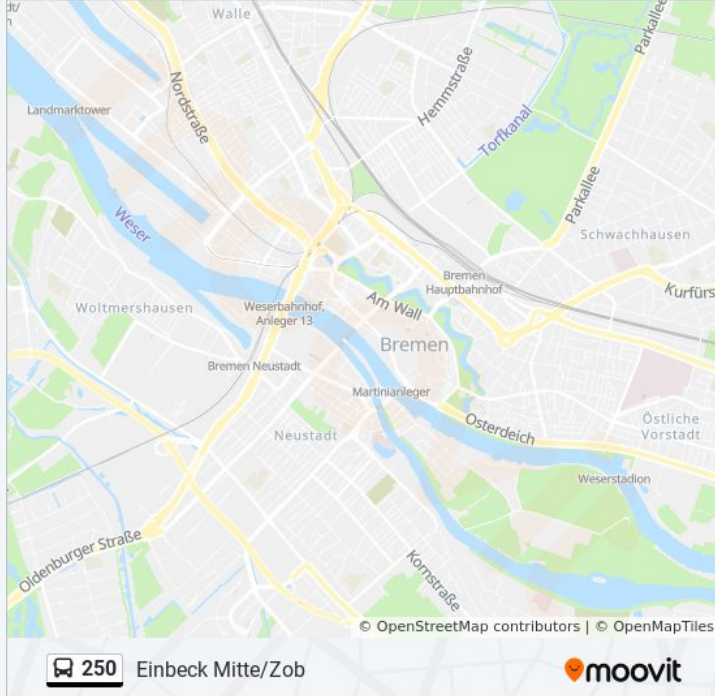 Walle
Parkallee
Hemmstraße
Nordstraße
Landmarktower
Torfkanal
Parkallee
Weser
Schwachhausen
Bremen
Hauptbahnhof
Kurfürs
Am Wall
Woltmershausen
Weserbahnhof,
Anleger 13
Bremen
Bremen Neustadt
Martinianleger
Osterdeich
Östliche
Vorstadt
Neustadt
Weserstadion
Oldenburger Straße
Kornstraße
© OpenStreetMap contributors | © OpenMapTiles
250 Einbeck Mitte/Zob
moovit